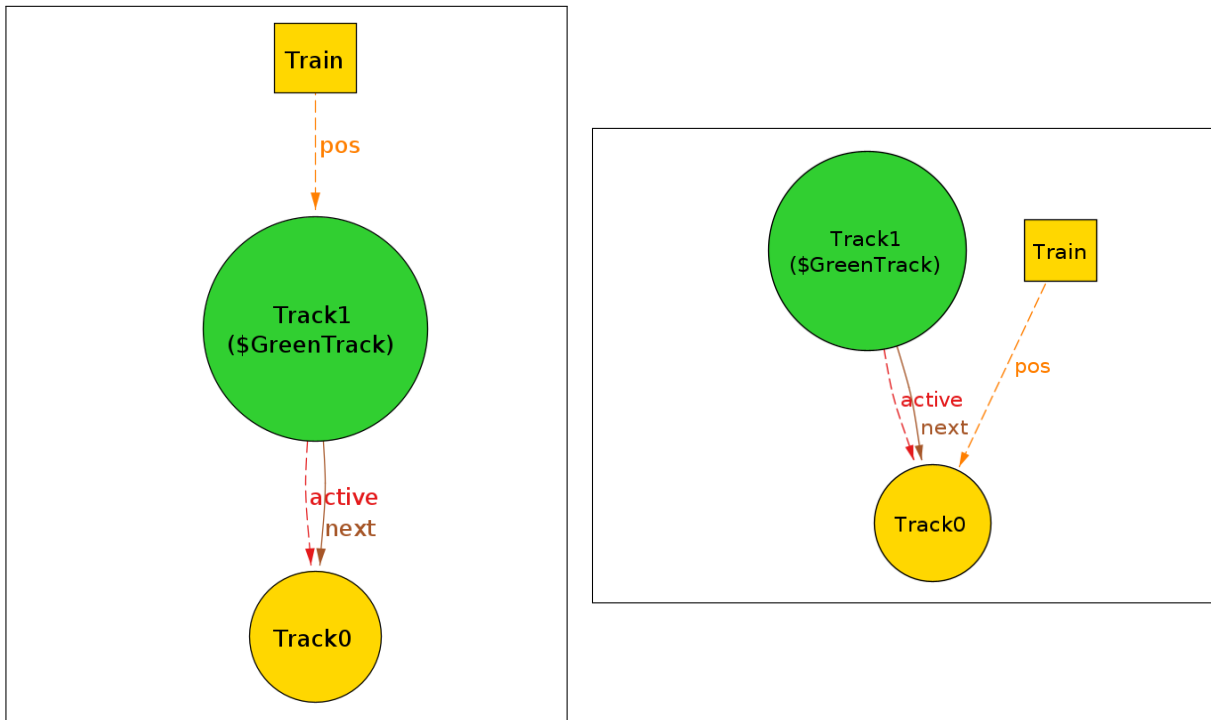 Train
pos
Track1
($GreenTrack)
active
next
Track0
Track1
($GreenTrack)
Train
pos
active
next
Track0